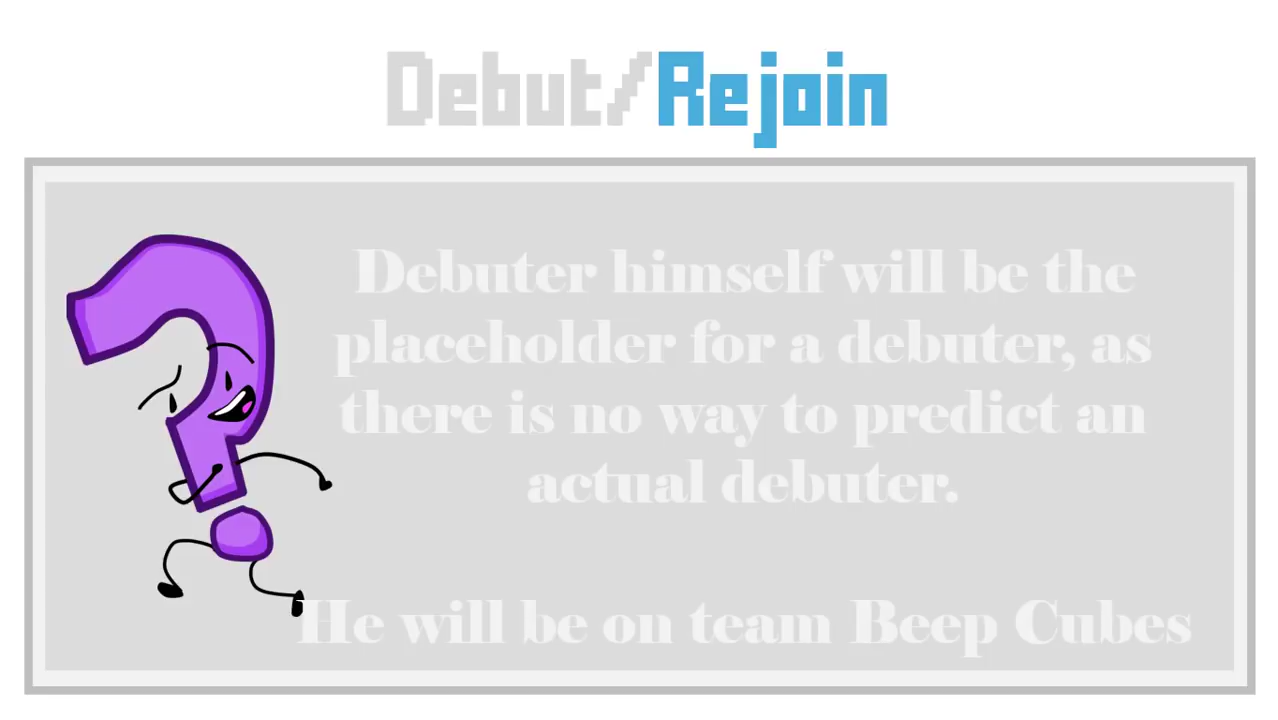 Debut/Rejoin
Debuter himself will be the
placeholder for a debuter, as
there is no way to predict an
actual debuter.
He will be on team Beep Cubes